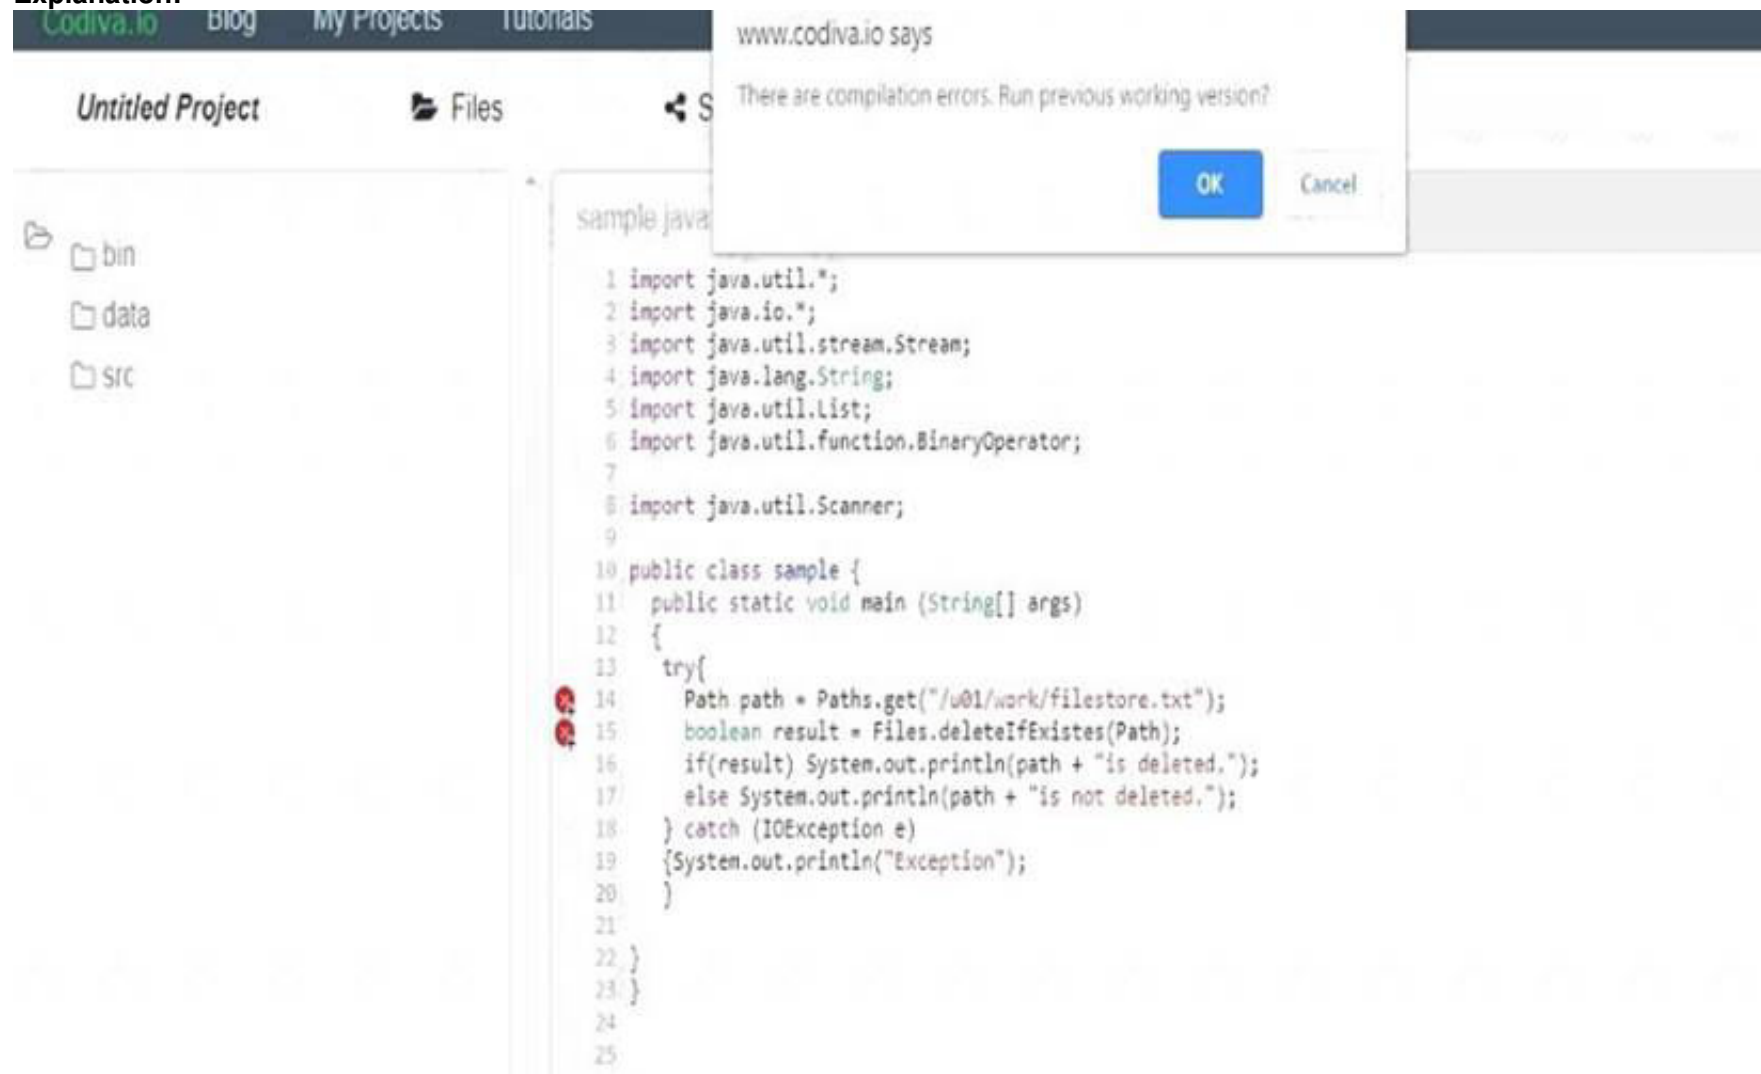 Explanation:
Codiva.io Blog My Projects Tutorials
www.codiva.io says
There are compilation errors. Run previous working version?
Untitled Project Files S
OK Cancel
sample java
bin
data
src
1 import java.util.*;
2 import java.io.*;
3 import java.util.stream.Stream;
4 import java.lang.String;
5 import java.util.List;
6 import java.util.function.BinaryOperator;
7
8 import java.util.Scanner;
9
10 public class sample {
11 public static void main (String[] args)
12 {
13 try{
14 Path path = Paths.get("/u01/work/filestore.txt");
15 boolean result = Files.deleteIfExistes(Path);
16 if(result) System.out.println(path + "is deleted.");
17 else System.out.println(path + "is not deleted.");
18 } catch (IOException e)
19 {System.out.println("Exception");
20 }
21
22 }
23 }
24
25